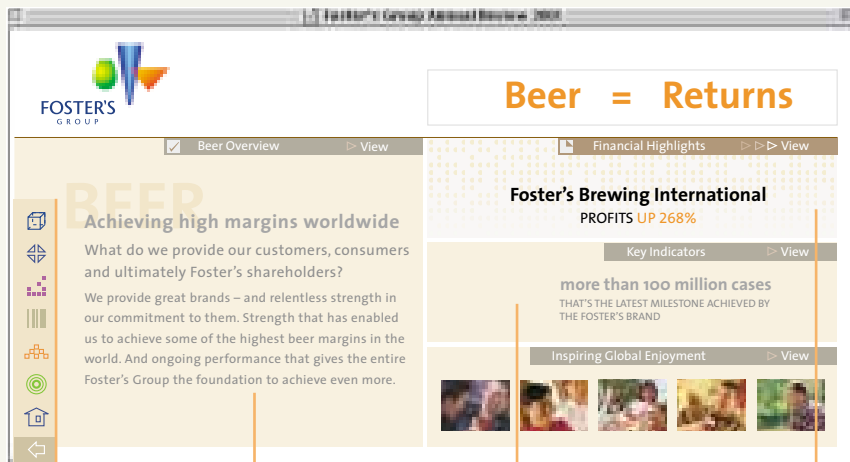 Foster's Group Annual Review 2001
FOSTER'S
GROUP
Beer = Returns
Beer Overview View
BEER
Achieving high margins worldwide
What do we provide our customers, consumers
and ultimately Foster's shareholders?
We provide great brands – and relentless strength in
our commitment to them. Strength that has enabled
us to achieve some of the highest beer margins in the
world. And ongoing performance that gives the entire
Foster's Group the foundation to achieve even more.
Financial Highlights View
Foster's Brewing International
PROFITS UP 268%
Key Indicators View
more than 100 million cases
THAT'S THE LATEST MILESTONE ACHIEVED BY
THE FOSTER'S BRAND
Inspiring Global Enjoyment View